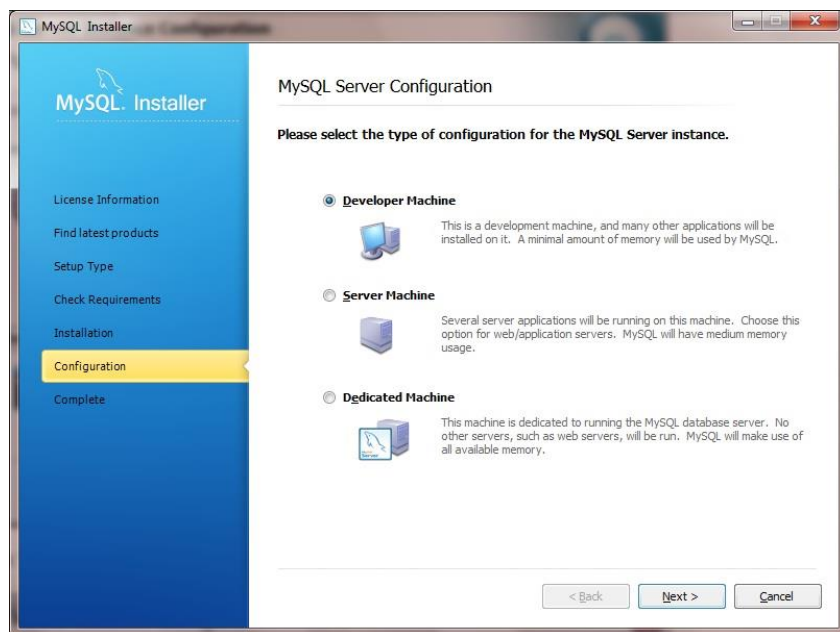 MySQL Installer
MySQL. Installer
License Information
Find latest products
Setup Type
Check Requirements
Installation
Configuration
Complete
MySQL Server Configuration
Please select the type of configuration for the MySQL Server instance.
Developer Machine
This is a development machine, and many other applications will be
installed on it. A minimal amount of memory will be used by MySQL.
Server Machine
Several server applications will be running on this machine. Choose this
option for web/application servers. MySQL will have medium memory
usage.
Dedicated Machine
This machine is dedicated to running the MySQL database server. No
other servers, such as web servers, will be run. MySQL will make use of
all available memory.
< Back
Next >
Cancel